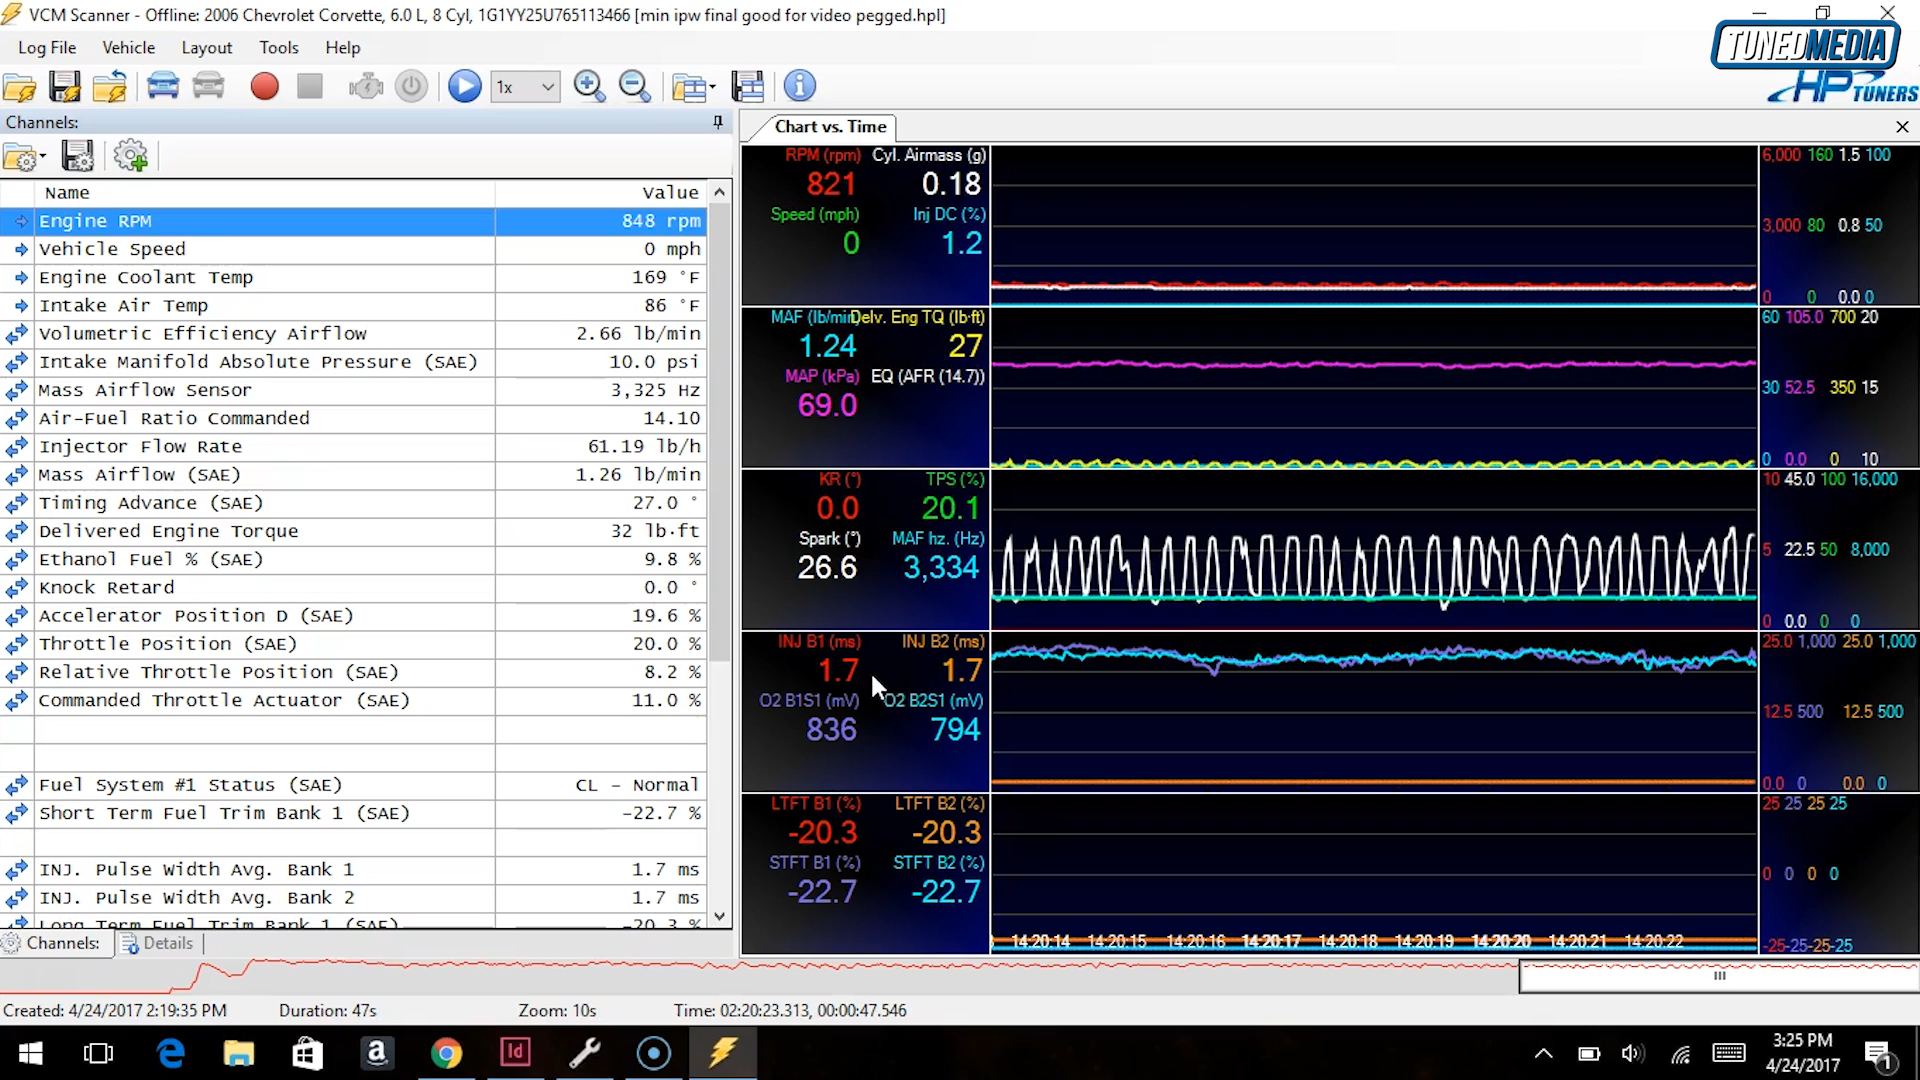 VCM Scanner - Offline: 2006 Chevrolet Corvette, 6.0 L, 8 Cyl, 1G1YY25U765113466 [min ipw final good for video pegged.hpl]
TUNEDMEDIA
HP TUNERS
Log File Vehicle Layout Tools Help
1x
Channels:
Chart vs. Time
Name Value
Engine RPM 848 rpm
Vehicle Speed 0 mph
Engine Coolant Temp 169 °F
Intake Air Temp 86 °F
Volumetric Efficiency Airflow 2.66 lb/min
Intake Manifold Absolute Pressure (SAE) 10.0 psi
Mass Airflow Sensor 3,325 Hz
Air-Fuel Ratio Commanded 14.10
Injector Flow Rate 61.19 lb/h
Mass Airflow (SAE) 1.26 lb/min
Timing Advance (SAE) 27.0 °
Delivered Engine Torque 32 lb·ft
Ethanol Fuel % (SAE) 9.8 %
Knock Retard 0.0 °
Accelerator Position D (SAE) 19.6 %
Throttle Position (SAE) 20.0 %
Relative Throttle Position (SAE) 8.2 %
Commanded Throttle Actuator (SAE) 11.0 %
Fuel System #1 Status (SAE) CL - Normal
Short Term Fuel Trim Bank 1 (SAE) -22.7 %
INJ. Pulse Width Avg. Bank 1 1.7 ms
INJ. Pulse Width Avg. Bank 2 1.7 ms
Long Term Fuel Trim Bank 1 (SAE) -20.3 %
Channels: Details
RPM (rpm) Cyl. Airmass (g)
821 0.18
Speed (mph) Inj DC (%)
0 1.2
6,000 160 1.5 100
3,000 80 0.8 50
0 0 0.0 0
MAF (lb/min Delv. Eng TQ (lb·ft)
1.24 27
MAP (kPa) EQ (AFR (14.7))
69.0
60 105.0 700 20
30 52.5 350 15
0 0.0 0 10
KR (°) TPS (%)
0.0 20.1
Spark (°) MAF hz. (Hz)
26.6 3,334
10 45.0 100 16,000
5 22.5 50 8,000
0 0.0 0 0
INJ B1 (ms) INJ B2 (ms)
1.7 1.7
O2 B1S1 (mV) O2 B2S1 (mV)
836 794
25.0 1,000 25.0 1,000
12.5 500 12.5 500
0.0 0 0.0 0
LTFT B1 (%) LTFT B2 (%)
-20.3 -20.3
STFT B1 (%) STFT B2 (%)
-22.7 -22.7
25 25 25 25
0 0 0 0
-25 -25 -25 -25
14:20:14 14:20:15 14:20:16 14:20:17 14:20:18 14:20:19 14:20:20 14:20:21 14:20:22
Created: 4/24/2017 2:19:35 PM Duration: 47s Zoom: 10s Time: 02:20:23.313, 00:00:47.546
a
Id
3:25 PM
4/24/2017
1